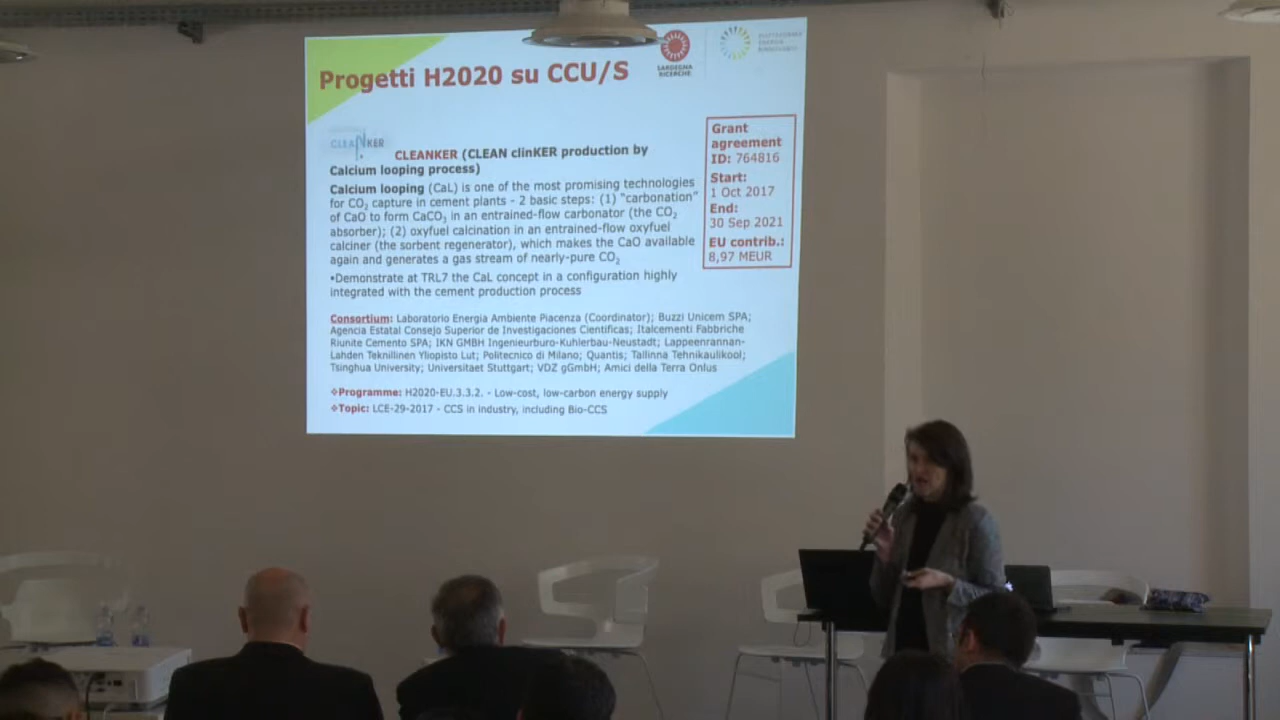 Progetti H2020 su CCU/S
SARDEGNA
RICERCHE
PIATTAFORMA
ENERGIE
RINNOVABILI
CLEANKER
CLEANKER (CLEAN clinKER production by
Calcium looping process)
Calcium looping (CaL) is one of the most promising technologies
for CO₂ capture in cement plants - 2 basic steps: (1) "carbonation"
of CaO to form CaCO₃ in an entrained-flow carbonator (the CO₂
absorber); (2) oxyfuel calcination in an entrained-flow oxyfuel
calciner (the sorbent regenerator), which makes the CaO available
again and generates a gas stream of nearly-pure CO₂
•Demonstrate at TRL7 the CaL concept in a configuration highly
integrated with the cement production process
Consortium: Laboratorio Energia Ambiente Piacenza (Coordinator); Buzzi Unicem SPA;
Agencia Estatal Consejo Superior de Investigaciones Cientificas; Italcementi Fabbriche
Riunite Cemento SPA; IKN GMBH Ingenieurburo-Kuhlerbau-Neustadt; Lappeenrannan-
Lahden Teknillinen Yliopisto Lut; Politecnico di Milano; Quantis; Tallinna Tehnikaulikool;
Tsinghua University; Universitaet Stuttgart; VDZ gGmbH; Amici della Terra Onlus
❖Programme: H2020-EU.3.3.2. - Low-cost, low-carbon energy supply
❖Topic: LCE-29-2017 - CCS in industry, including Bio-CCS
Grant
agreement
ID: 764816
Start:
1 Oct 2017
End:
30 Sep 2021
EU contrib.:
8,97 MEUR